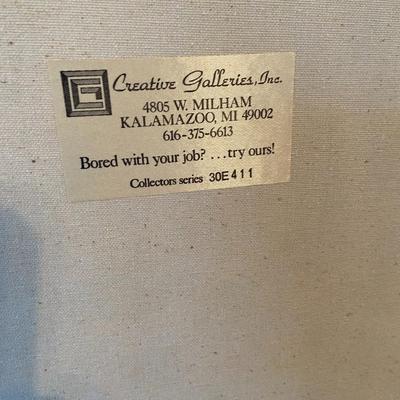 Creative Galleries, Inc.
4805 W. MILHAM
KALAMAZOO, MI 49002
616-375-6613
Bored with your job? ...try ours!
Collectors series 30E411